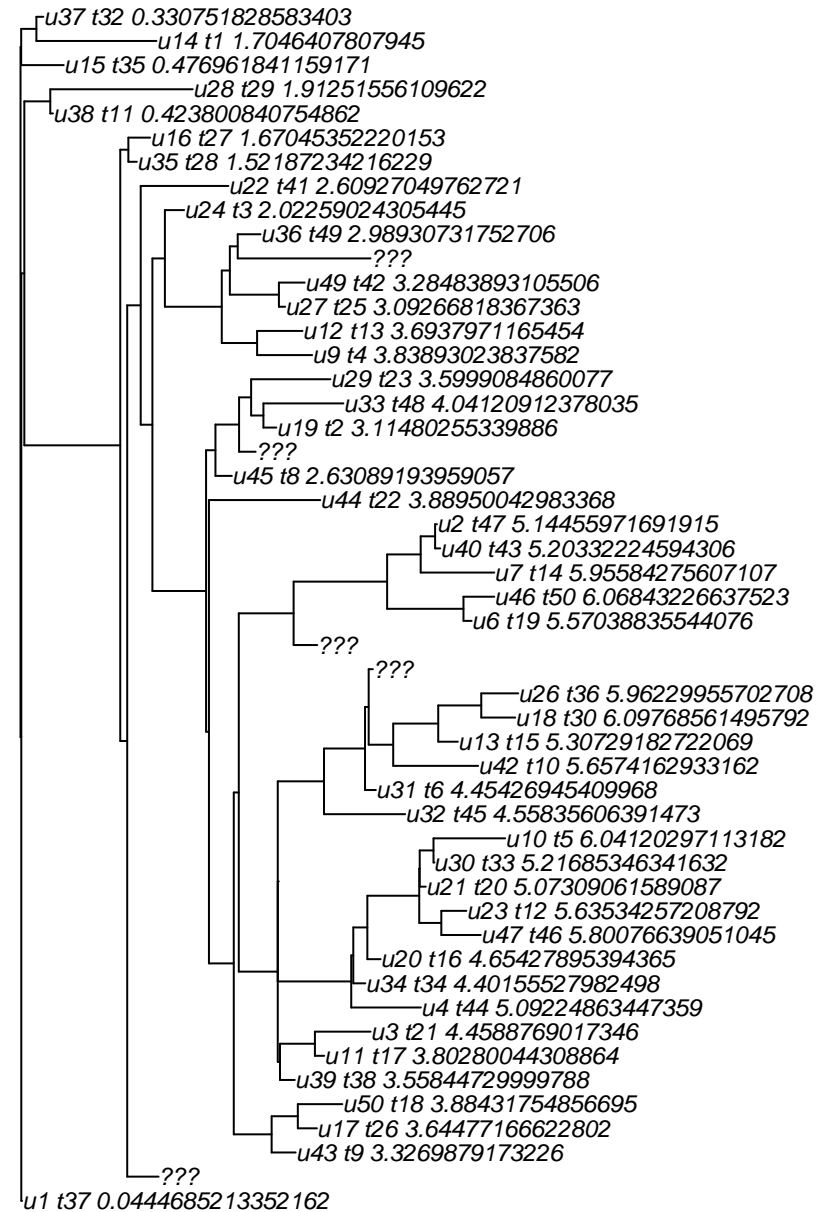 u37 t32 0.330751828583403
u14 t1 1.7046407807945
u15 t35 0.476961841159171
u28 t29 1.91251556109622
u38 t11 0.423800840754862
u16 t27 1.67045352220153
u35 t28 1.52187234216229
u22 t41 2.60927049762721
u24 t3 2.02259024305445
u36 t49 2.98930731752706
???
u49 t42 3.28483893105506
u27 t25 3.09266818367363
u12 t13 3.6937971165454
u9 t4 3.83893023837582
u29 t23 3.5999084860077
u33 t48 4.04120912378035
u19 t2 3.11480255339886
???
u45 t8 2.63089193959057
u44 t22 3.88950042983368
u2 t47 5.14455971691915
u40 t43 5.20332224594306
u7 t14 5.95584275607107
u46 t50 6.06843226637523
u6 t19 5.57038835544076
???
???
u26 t36 5.96229955702708
u18 t30 6.09768561495792
u13 t15 5.30729182722069
u42 t10 5.6574162933162
u31 t6 4.45426945409968
u32 t45 4.55835606391473
u10 t5 6.04120297113182
u30 t33 5.21685346341632
u21 t20 5.07309061589087
u23 t12 5.63534257208792
u47 t46 5.80076639051045
u20 t16 4.65427895394365
u34 t34 4.40155527982498
u4 t44 5.09224863447359
u3 t21 4.4588769017346
u11 t17 3.80280044308864
u39 t38 3.55844729999788
u50 t18 3.88431754856695
u17 t26 3.64477166622802
u43 t9 3.3269879173226
???
u1 t37 0.0444685213352162